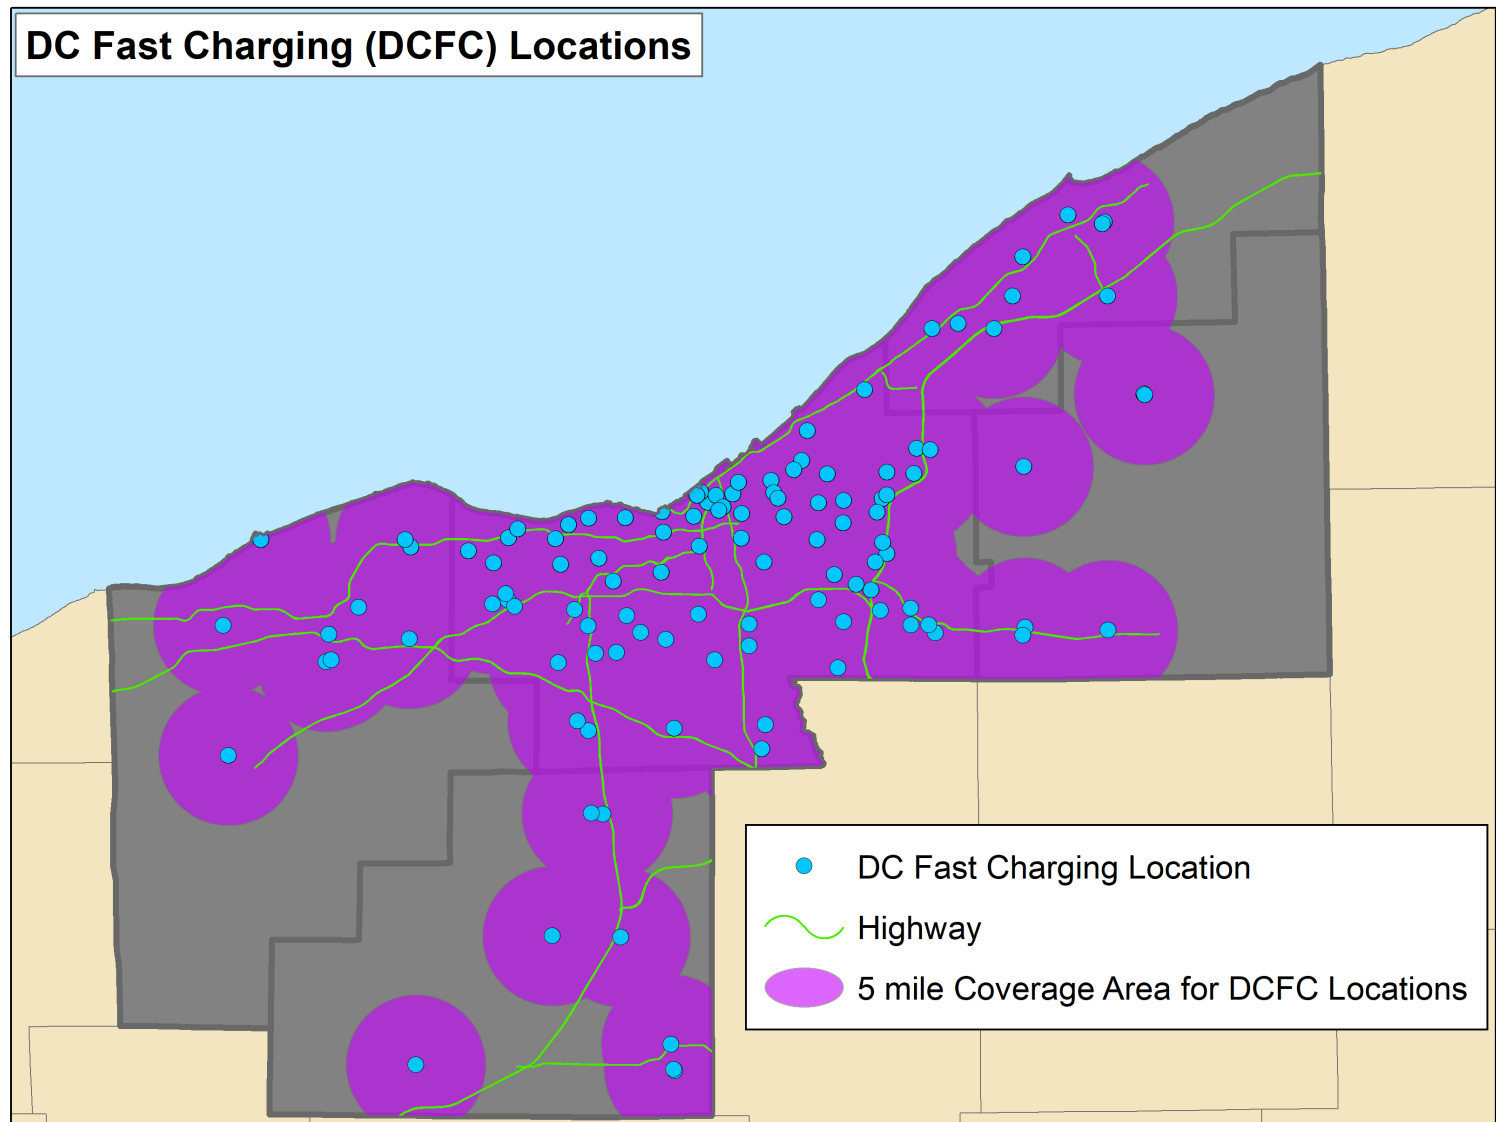 DC Fast Charging (DCFC) Locations
DC Fast Charging Location
Highway
5 mile Coverage Area for DCFC Locations